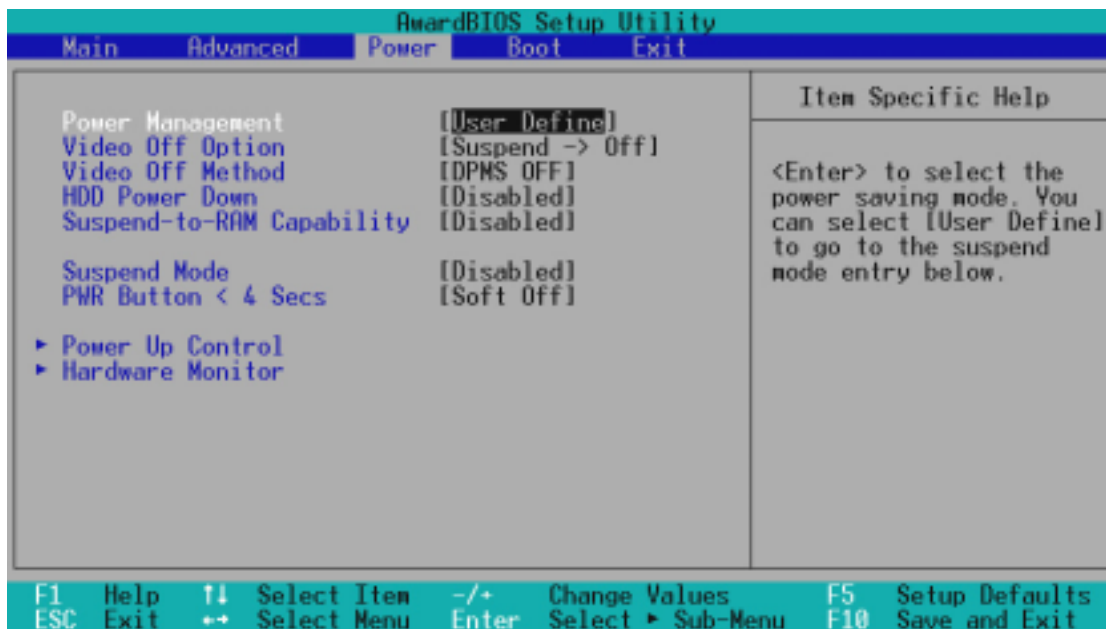 AwardBIOS Setup Utility
Main Advanced Power Boot Exit
Power Management [User Define]
Video Off Option [Suspend -> Off]
Video Off Method [DPMS OFF]
HDD Power Down [Disabled]
Suspend-to-RAM Capability [Disabled]
Suspend Mode [Disabled]
PWR Button < 4 Secs [Soft Off]
► Power Up Control
► Hardware Monitor
Item Specific Help
<Enter> to select the
power saving mode. You
can select [User Define]
to go to the suspend
mode entry below.
F1 Help ↑↓ Select Item -/+ Change Values F5 Setup Defaults
ESC Exit ←→ Select Menu Enter Select ► Sub-Menu F10 Save and Exit